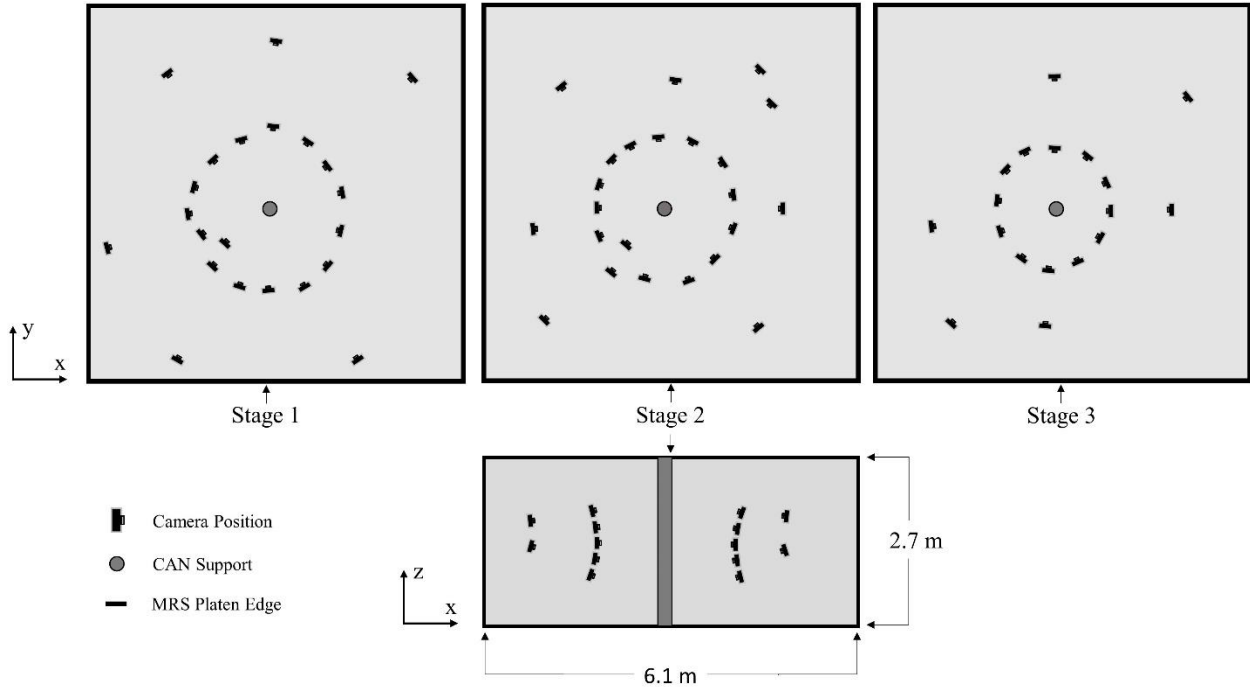 y
x
Stage 1
Stage 2
Stage 3
Camera Position
CAN Support
MRS Platen Edge
z
x
2.7 m
6.1 m